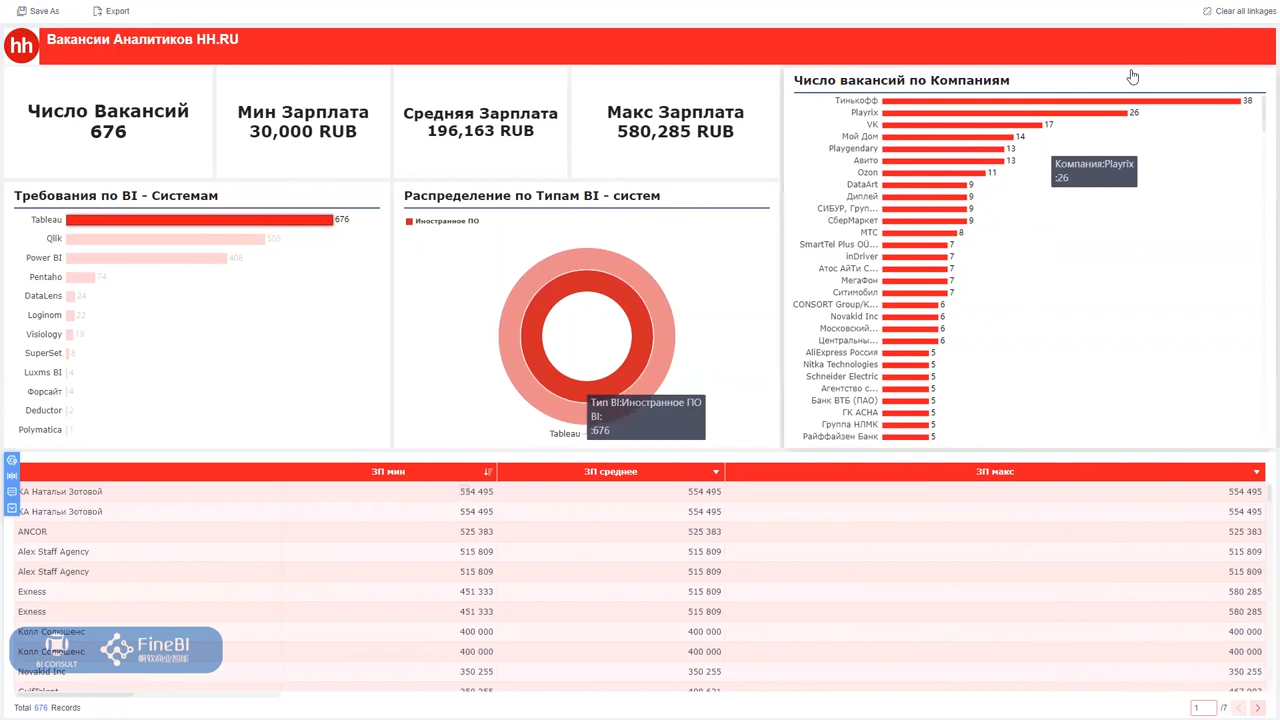 Save As
Export
Clear all linkages
hh
Вакансии Аналитиков HH.RU
Число Вакансий
676
Мин Зарплата
30,000 RUB
Средняя Зарплата
196,163 RUB
Макс Зарплата
580,285 RUB
Число вакансий по Компаниям
Тинькофф 38
Playrix 26
VK 17
Мой Дом 14
Playgendary 13
Авито 13
Ozon 11
DataArt 9
Диплей 9
СИБУР, Груп... 9
СберМаркет 9
МТС 8
SmartTel Plus OÜ... 7
inDriver 7
Атос АйТи С... 7
МегаФон 7
Ситимобил 7
CONSORT Group/К... 6
Novakid Inc 6
Московский... 6
Центральны... 6
AliExpress Россия 5
Nitka Technologies 5
Schneider Electric 5
Агентство с... 5
Банк ВТБ (ПАО) 5
ГК АСНА 5
Группа НЛМК 5
Райффайзен Банк 5
Компания:Playrix
:26
Требования по BI - Системам
Tableau 676
Qlik 505
Power BI 408
Pentaho 74
DataLens 24
Loginom 22
Visiology 19
SuperSet 8
Luxms BI 4
Форсайт 4
Deductor 2
Polymatica 1
Распределение по Типам BI - систем
Иностранное ПО
Тип BI:Иностранное ПО
BI:
:676
Tableau
ЗП мин ЗП среднее ЗП макс
КА Натальи Зотовой 554 495 554 495 554 495
КА Натальи Зотовой 554 495 554 495 554 495
ANCOR 525 383 525 383 525 383
Alex Staff Agency 515 809 515 809 515 809
Alex Staff Agency 515 809 515 809 515 809
Exness 451 333 515 809 580 285
Exness 451 333 515 809 580 285
Колл Солюшенс 400 000 400 000 400 000
Колл Солюшенс 400 000 400 000 400 000
Novakid Inc 350 255 350 255 350 255
BI CONSULT
FineBI
帆软商业智能
Total 676 Records
1 /7